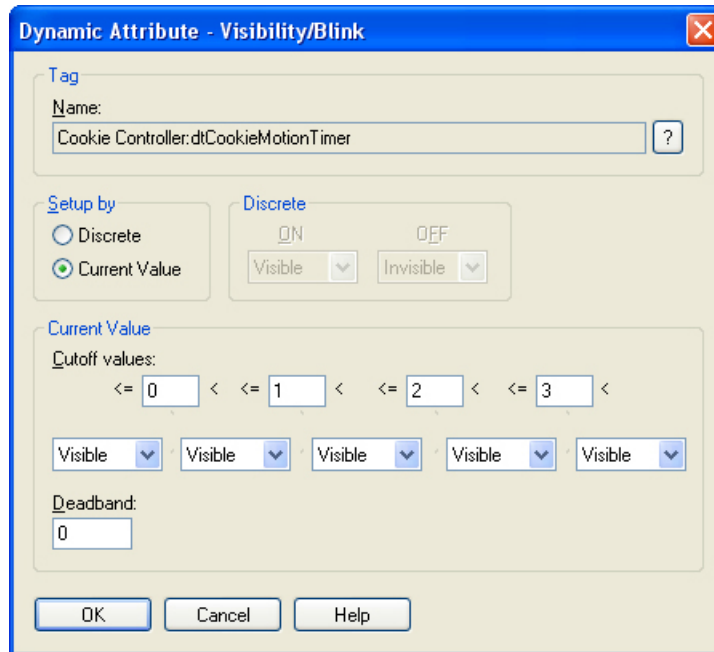 Dynamic Attribute - Visibility/Blink
Tag
Name:
Cookie Controller:dtCookieMotionTimer
?
Setup by
Discrete
Current Value
Discrete
ON OFF
Visible Invisible
Current Value
Cutoff values:
<= 0 < <= 1 < <= 2 < <= 3 <
Visible Visible Visible Visible Visible
Deadband:
0
OK Cancel Help